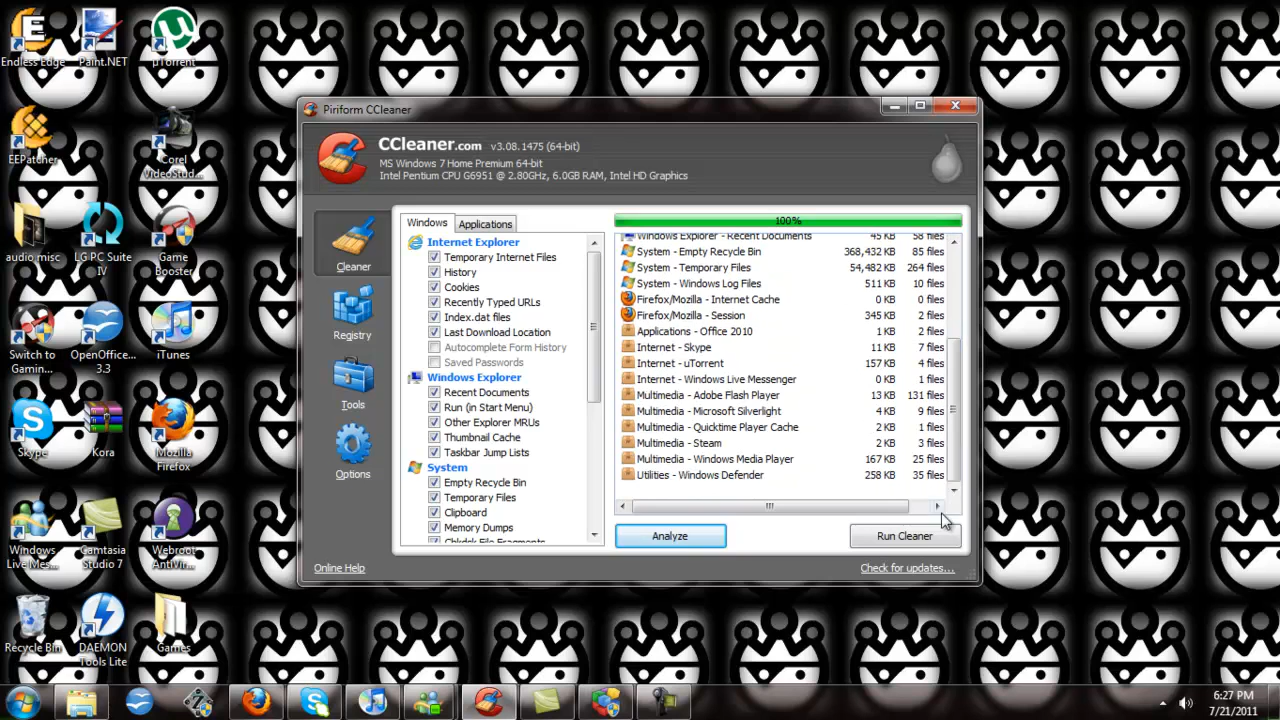 Endless Edge
Paint.NET
µTorrent
EEPatcher
Corel
VideoStud...
audio misc
LG PC Suite
IV
Game
Booster
Switch to
Gamin...
OpenOffice...
3.3
iTunes
Skype
Kora
Mozilla
Firefox
Windows
Live Mes...
Camtasia
Studio 7
Webroot
AntiVir...
Recycle Bin
DAEMON
Tools Lite
Games
Piriform CCleaner
CCleaner.com v3.08.1475 (64-bit)
MS Windows 7 Home Premium 64-bit
Intel Pentium CPU G6951 @ 2.80GHz, 6.0GB RAM, Intel HD Graphics
Cleaner
Registry
Tools
Options
Windows
Applications
Internet Explorer
Temporary Internet Files
History
Cookies
Recently Typed URLs
Index.dat files
Last Download Location
Autocomplete Form History
Saved Passwords
Windows Explorer
Recent Documents
Run (in Start Menu)
Other Explorer MRUs
Thumbnail Cache
Taskbar Jump Lists
System
Empty Recycle Bin
Temporary Files
Clipboard
Memory Dumps
Chkdsk File Fragments
100%
Windows Explorer - Recent Documents 45 KB 58 files
System - Empty Recycle Bin 368,432 KB 85 files
System - Temporary Files 54,482 KB 264 files
System - Windows Log Files 511 KB 10 files
Firefox/Mozilla - Internet Cache 0 KB 0 files
Firefox/Mozilla - Session 345 KB 2 files
Applications - Office 2010 1 KB 2 files
Internet - Skype 11 KB 7 files
Internet - uTorrent 157 KB 4 files
Internet - Windows Live Messenger 0 KB 1 files
Multimedia - Adobe Flash Player 13 KB 131 files
Multimedia - Microsoft Silverlight 4 KB 9 files
Multimedia - Quicktime Player Cache 2 KB 1 files
Multimedia - Steam 2 KB 3 files
Multimedia - Windows Media Player 167 KB 25 files
Utilities - Windows Defender 258 KB 35 files
Analyze
Run Cleaner
Online Help
Check for updates...
6:27 PM
7/21/2011